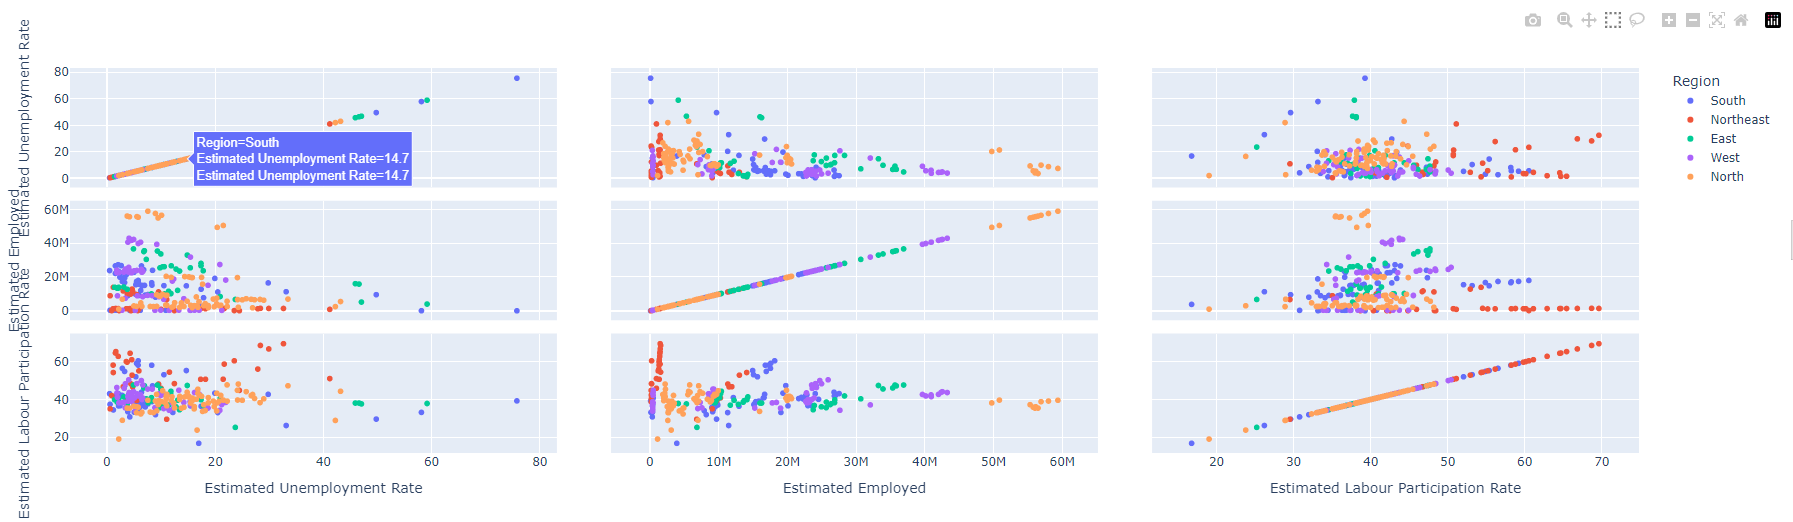 Estimated Unemployment Rate
80
60
40
20
0
Region=South
Estimated Unemployment Rate=14.7
Estimated Unemployment Rate=14.7
Estimated Employed
60M
40M
20M
0
Estimated Labour Participation Rate
60
40
20
0 20 40 60 80
0 10M 20M 30M 40M 50M 60M
20 30 40 50 60 70
Estimated Unemployment Rate
Estimated Employed
Estimated Labour Participation Rate
Region
South
Northeast
East
West
North